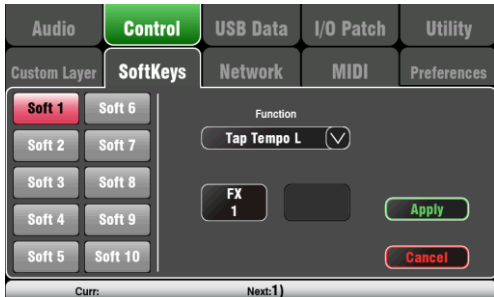 Audio Control USB Data I/O Patch Utility
Custom Layer SoftKeys Network MIDI Preferences
Soft 1 Soft 6
Function
Soft 2 Soft 7
Tap Tempo L
Soft 3 Soft 8
FX
1
Soft 4 Soft 9
Apply
Soft 5 Soft 10
Cancel
Curr: Next:1)